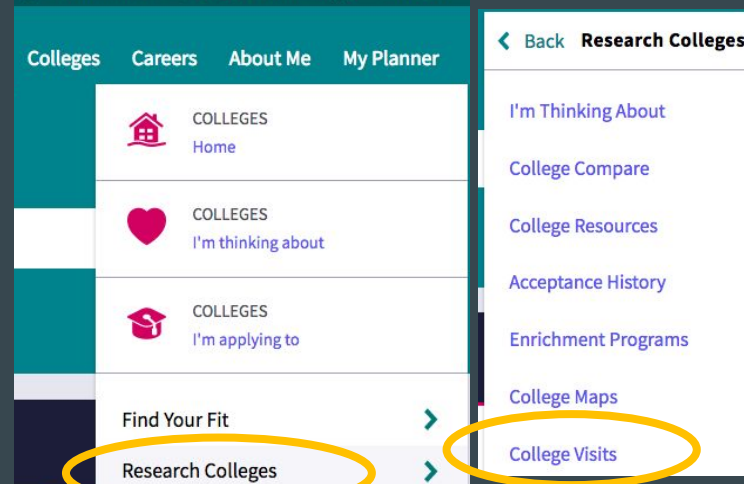 Colleges Careers About Me My Planner
COLLEGES
Home
COLLEGES
I'm thinking about
COLLEGES
I'm applying to
Find Your Fit
Research Colleges
Back Research Colleges
I'm Thinking About
College Compare
College Resources
Acceptance History
Enrichment Programs
College Maps
College Visits